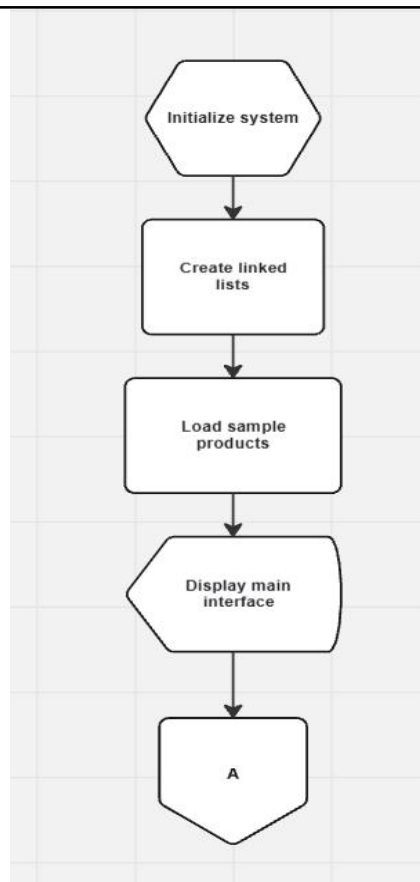 Initialize system
Create linked
lists
Load sample
products
Display main
interface
A